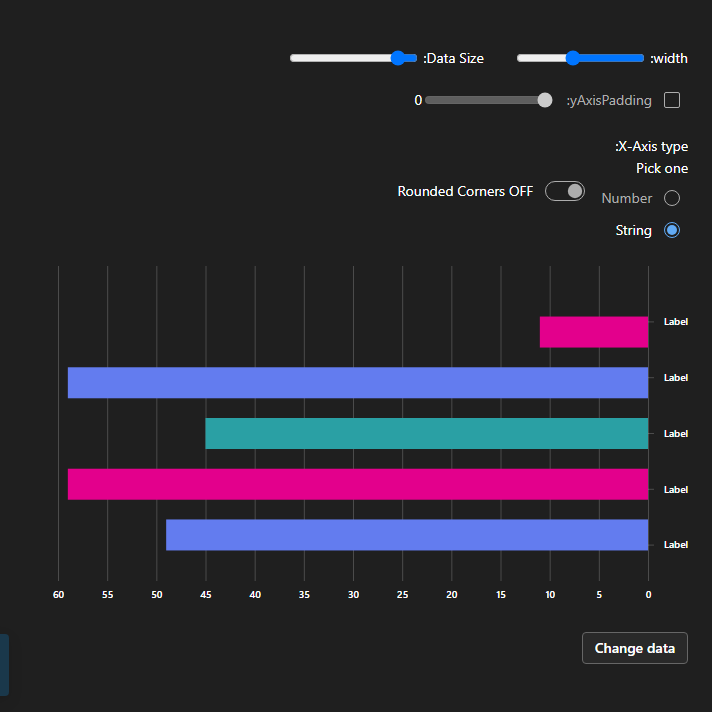 :Data Size
:width
0
:yAxisPadding
:X-Axis type
Pick one
Rounded Corners OFF
Number
String
Label
Label
Label
Label
Label
60 55 50 45 40 35 30 25 20 15 10 5 0
Change data